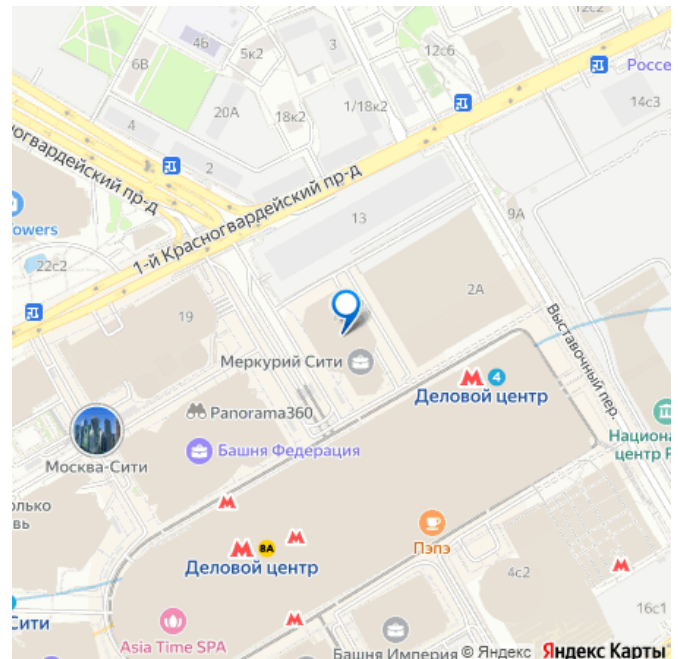 12с2
4Б
5к2
3
12с6
6В
Россе
20А
18к2
1/18к2
14с3
4
2
огвардейский пр-д
1-й Красногвардейский пр-д
owers
13
9А
22с2
19
2А
Выставочный пер.
Меркурий Сити
4
Деловой центр
Panorama360
Башня Федерация
Москва-Сити
Национа
центр Р
олько
вь
8А
Деловой центр
Пэпэ
4с2
Сити
Asia Time SPA
16с1
Башня Империя
© Яндекс
Яндекс Карты